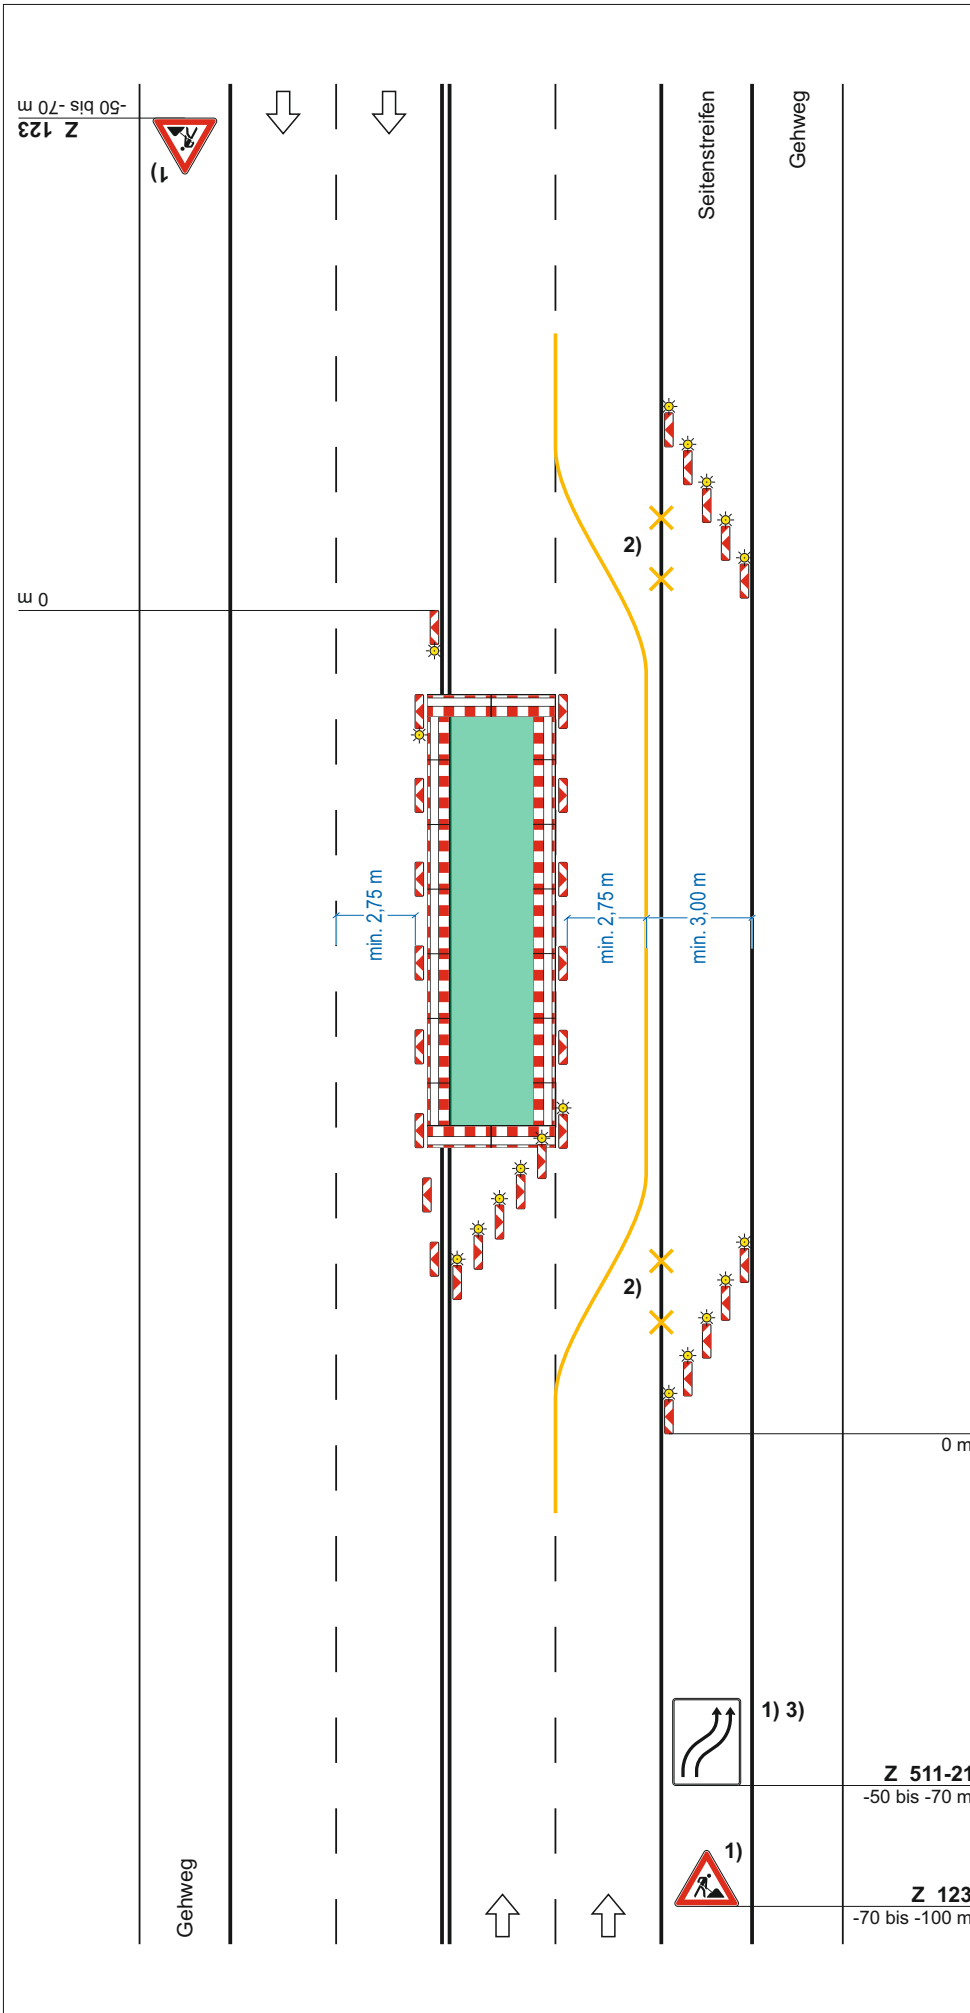 -50 bis -70 m
Z 123
1)
Seitenstreifen
Gehweg
2)
0 m
min. 2,75 m
min. 2,75 m
min. 3,00 m
2)
0 m
1) 3)
Z 511-21
-50 bis -70 m
1)
Z 123
-70 bis -100 m
Gehweg